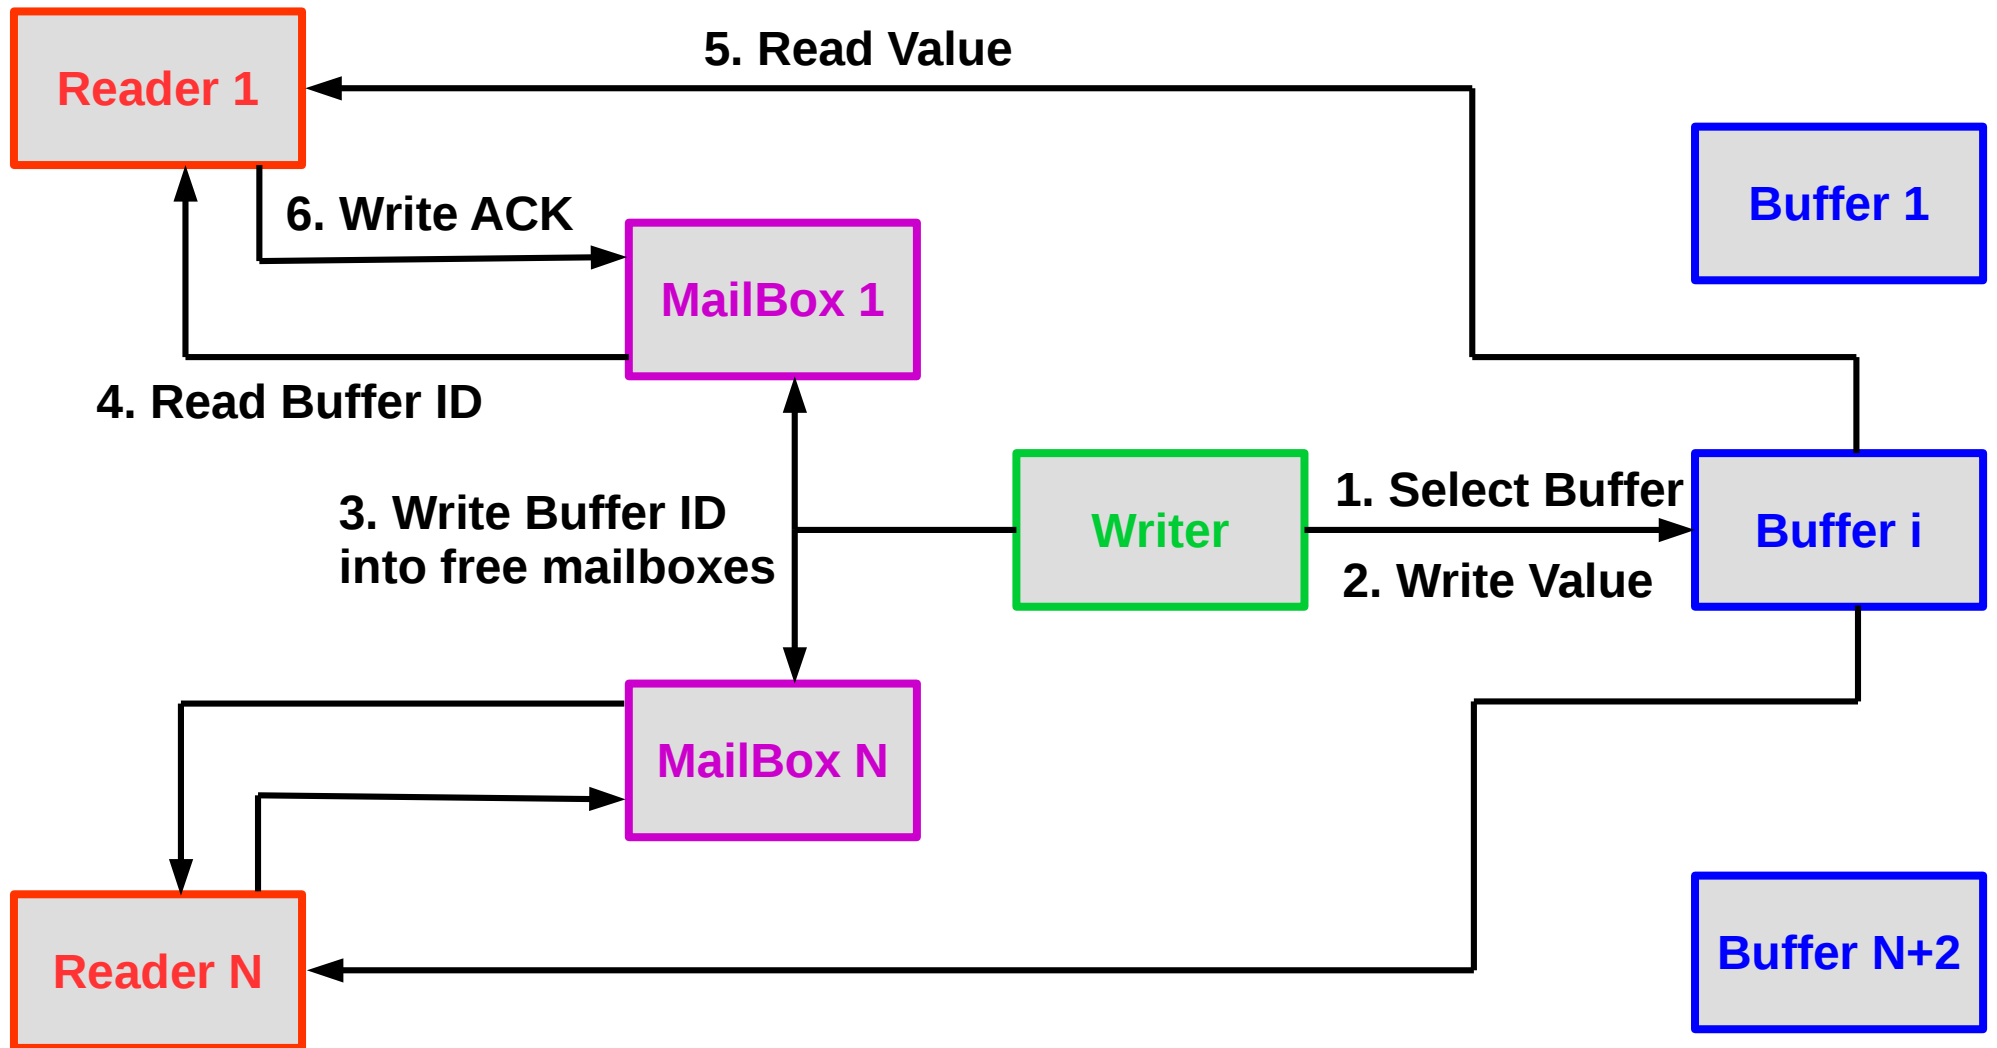 5. Read Value
Reader 1
Buffer 1
6. Write ACK
MailBox 1
4. Read Buffer ID
3. Write Buffer ID
into free mailboxes
Writer
1. Select Buffer
2. Write Value
Buffer i
MailBox N
Reader N
Buffer N+2